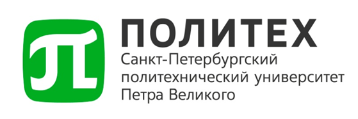 ПОЛИТЕХ
Санкт-Петербургский
политехнический университет
Петра Великого